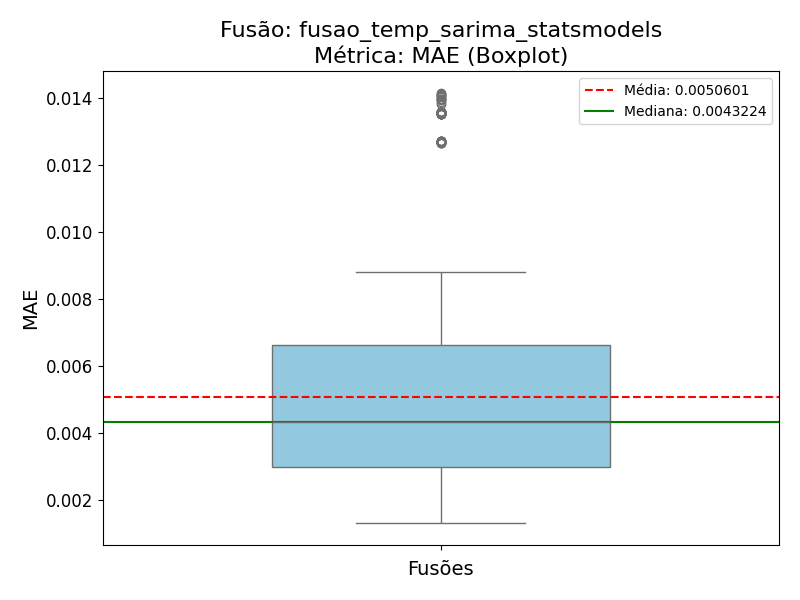 Fusão: fusao_temp_sarima_statsmodels
Métrica: MAE (Boxplot)
Média: 0.0050601
Mediana: 0.0043224
0.014
0.012
0.010
0.008
0.006
0.004
0.002
MAE
Fusões